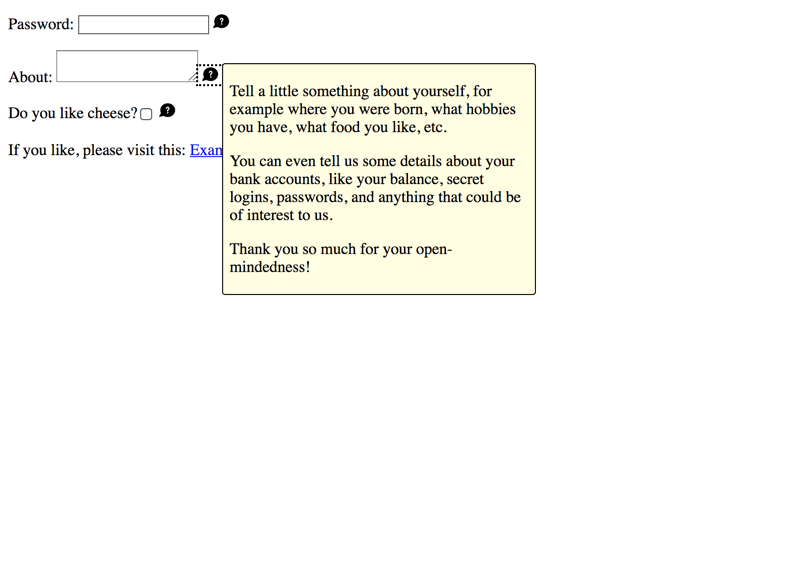 Password:
About:
Do you like cheese?
If you like, please visit this: Exam
Tell a little something about yourself, for
example where you were born, what hobbies
you have, what food you like, etc.
You can even tell us some details about your
bank accounts, like your balance, secret
logins, passwords, and anything that could be
of interest to us.
Thank you so much for your open-
mindedness!